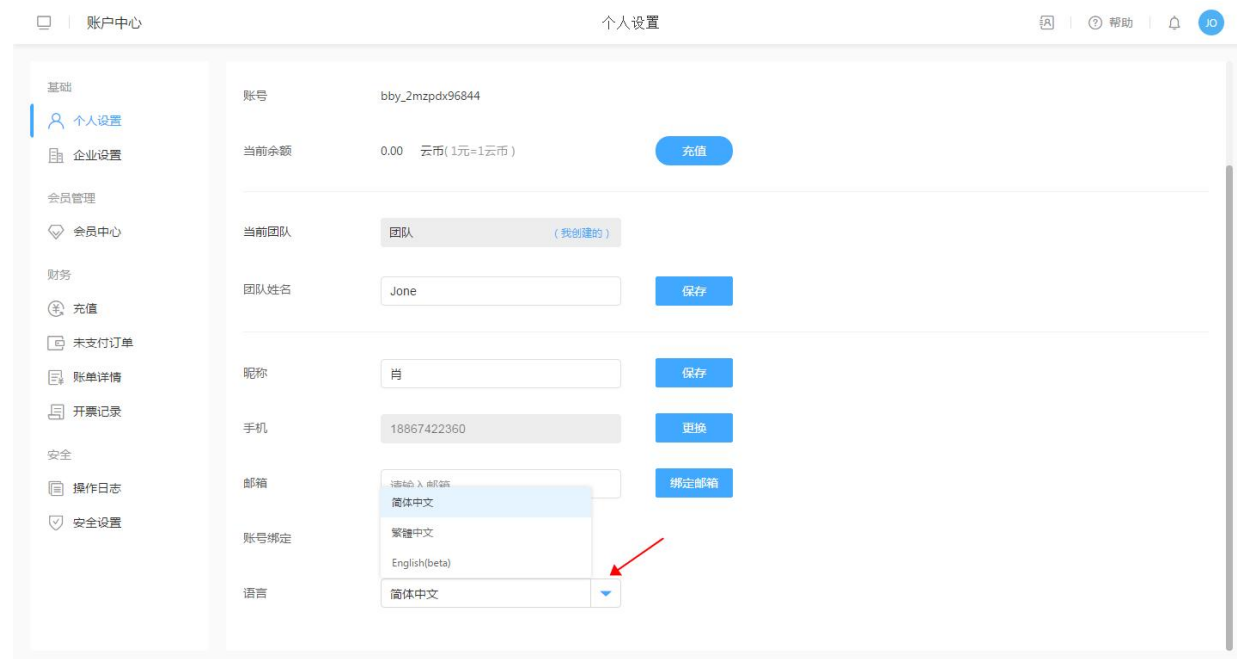 账户中心
个人设置
帮助
JO
基础
个人设置
企业设置
会员管理
会员中心
财务
充值
未支付订单
账单详情
开票记录
安全
操作日志
安全设置
账号 bby_2mzpdx96844
当前余额 0.00 云币(1元=1云币) 充值
当前团队 团队 (我创建的)
团队姓名 Jone 保存
昵称 肖 保存
手机 18867422360 更换
邮箱 请输入邮箱 绑定邮箱
简体中文
繁體中文
账号绑定
English(beta)
语言 简体中文